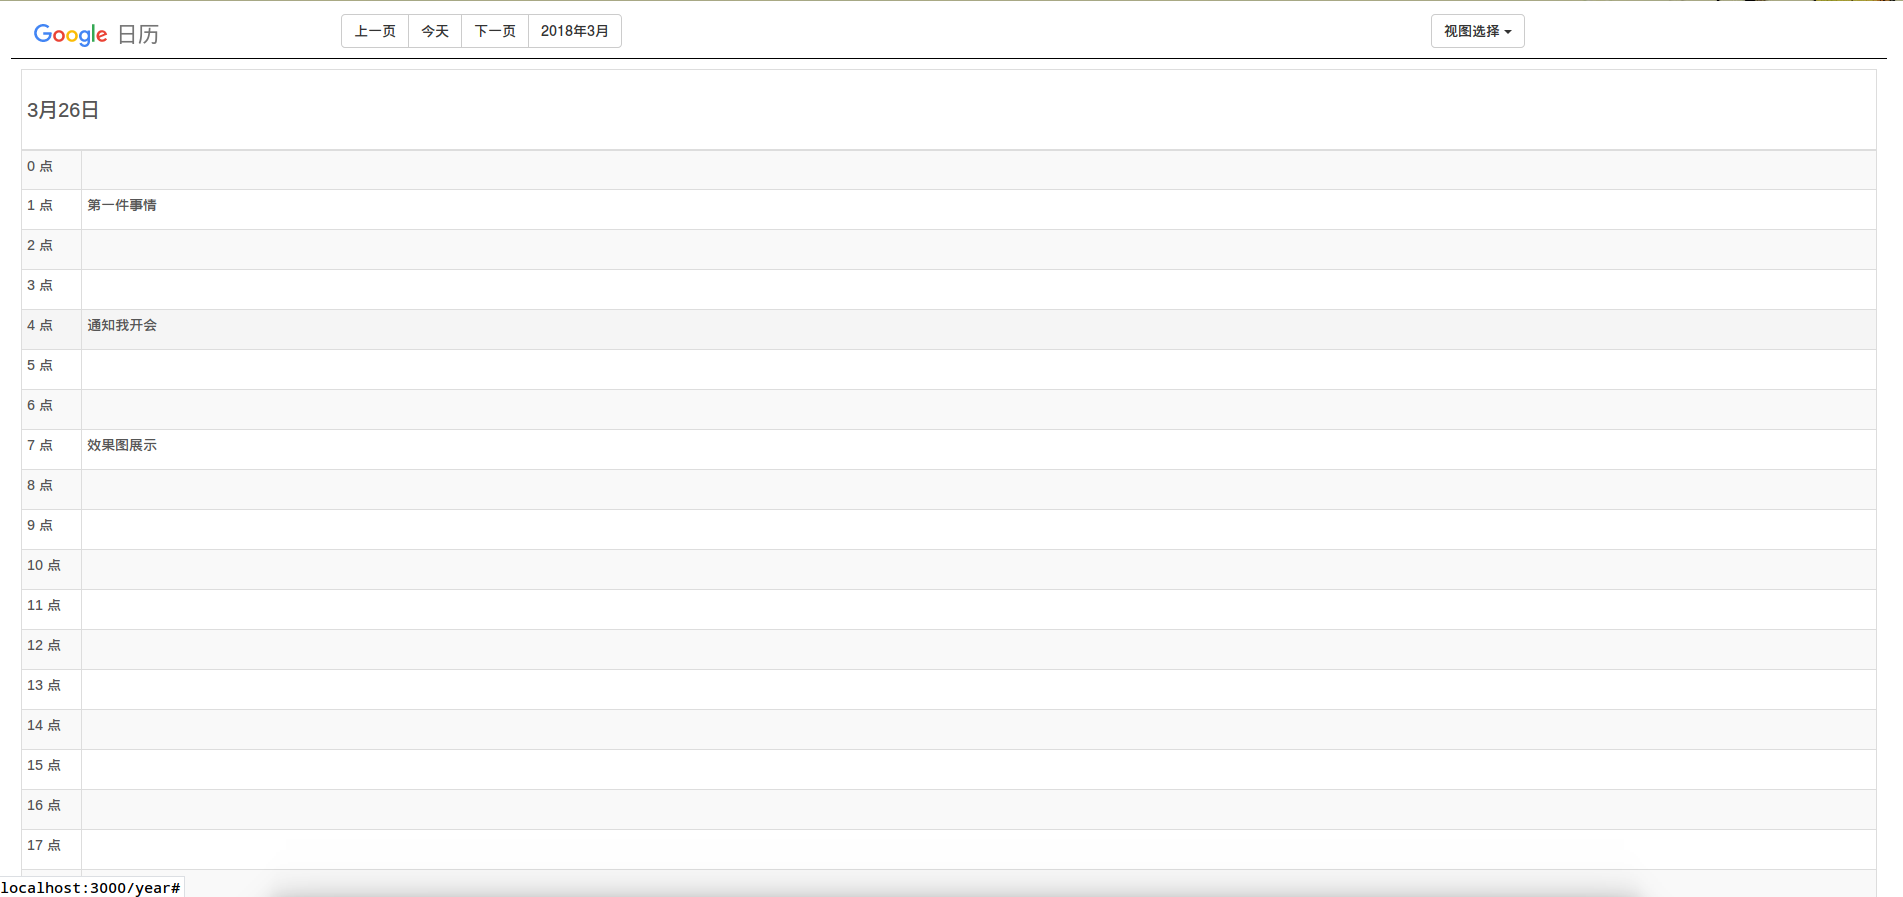 Google 日历 上一页 今天 下一页 2018年3月 视图选择
3月26日
0 点
1 点 第一件事情
2 点
3 点
4 点 通知我开会
5 点
6 点
7 点 效果图展示
8 点
9 点
10 点
11 点
12 点
13 点
14 点
15 点
16 点
17 点
localhost:3000/year#